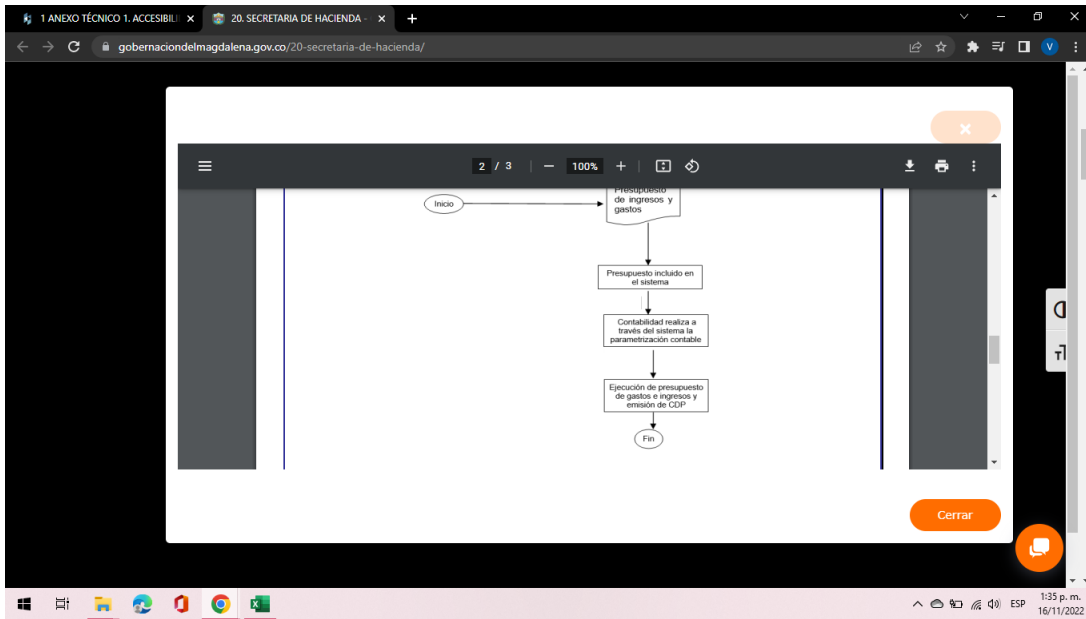 1 ANEXO TÉCNICO 1. ACCESIBILI
20. SECRETARIA DE HACIENDA -
gobernaciondelmagdalena.gov.co/20-secretaria-de-hacienda/
V
2 / 3
100%
Inicio
Presupuesto
de ingresos y
gastos
Presupuesto incluido en
el sistema
Contabilidad realiza a
través del sistema la
parametrización contable
Ejecución de presupuesto
de gastos e ingresos y
emisión de CDP
Fin
Cerrar
ESP
1:35 p. m.
16/11/2022